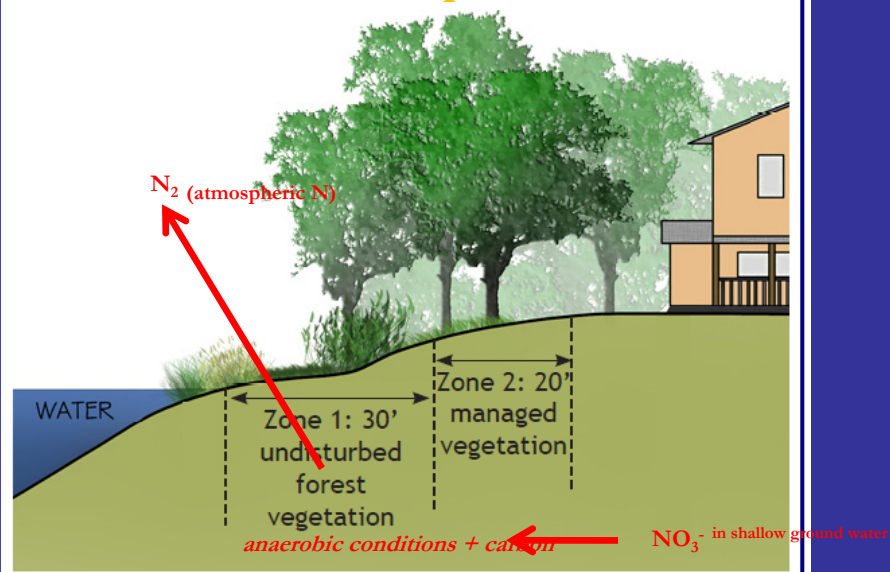 N₂ (atmospheric N)
WATER
Zone 1: 30’
undisturbed
forest
vegetation
Zone 2: 20’
managed
vegetation
anaerobic conditions + carbon
NO₃- in shallow ground water